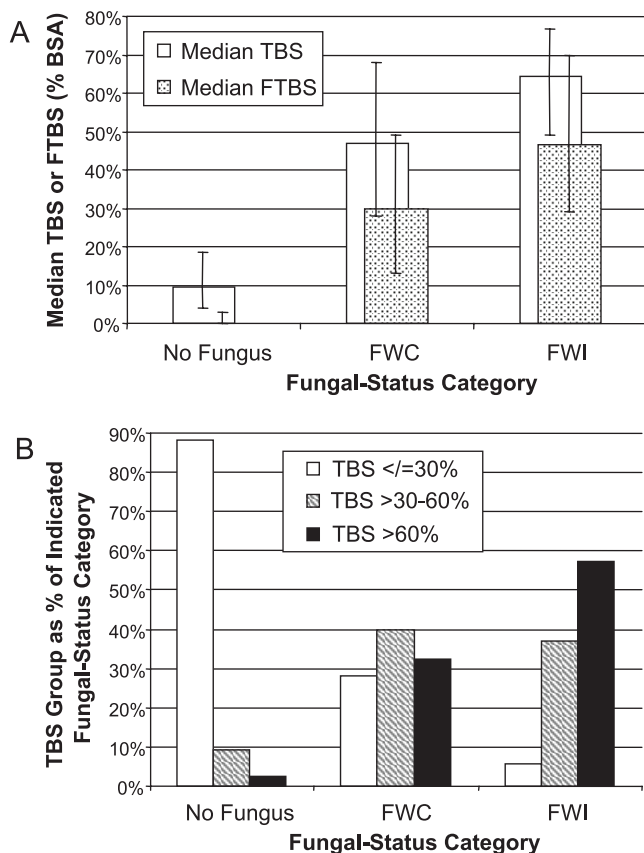 A
Median TBS or FTBS (% BSA)
80%
70%
60%
50%
40%
30%
20%
10%
0%
Median TBS
Median FTBS
No Fungus
FWC
FWI
Fungal-Status Category
B
TBS Group as % of Indicated
Fungal-Status Category
90%
80%
70%
60%
50%
40%
30%
20%
10%
0%
TBS </=30%
TBS >30-60%
TBS >60%
No Fungus
FWC
FWI
Fungal-Status Category